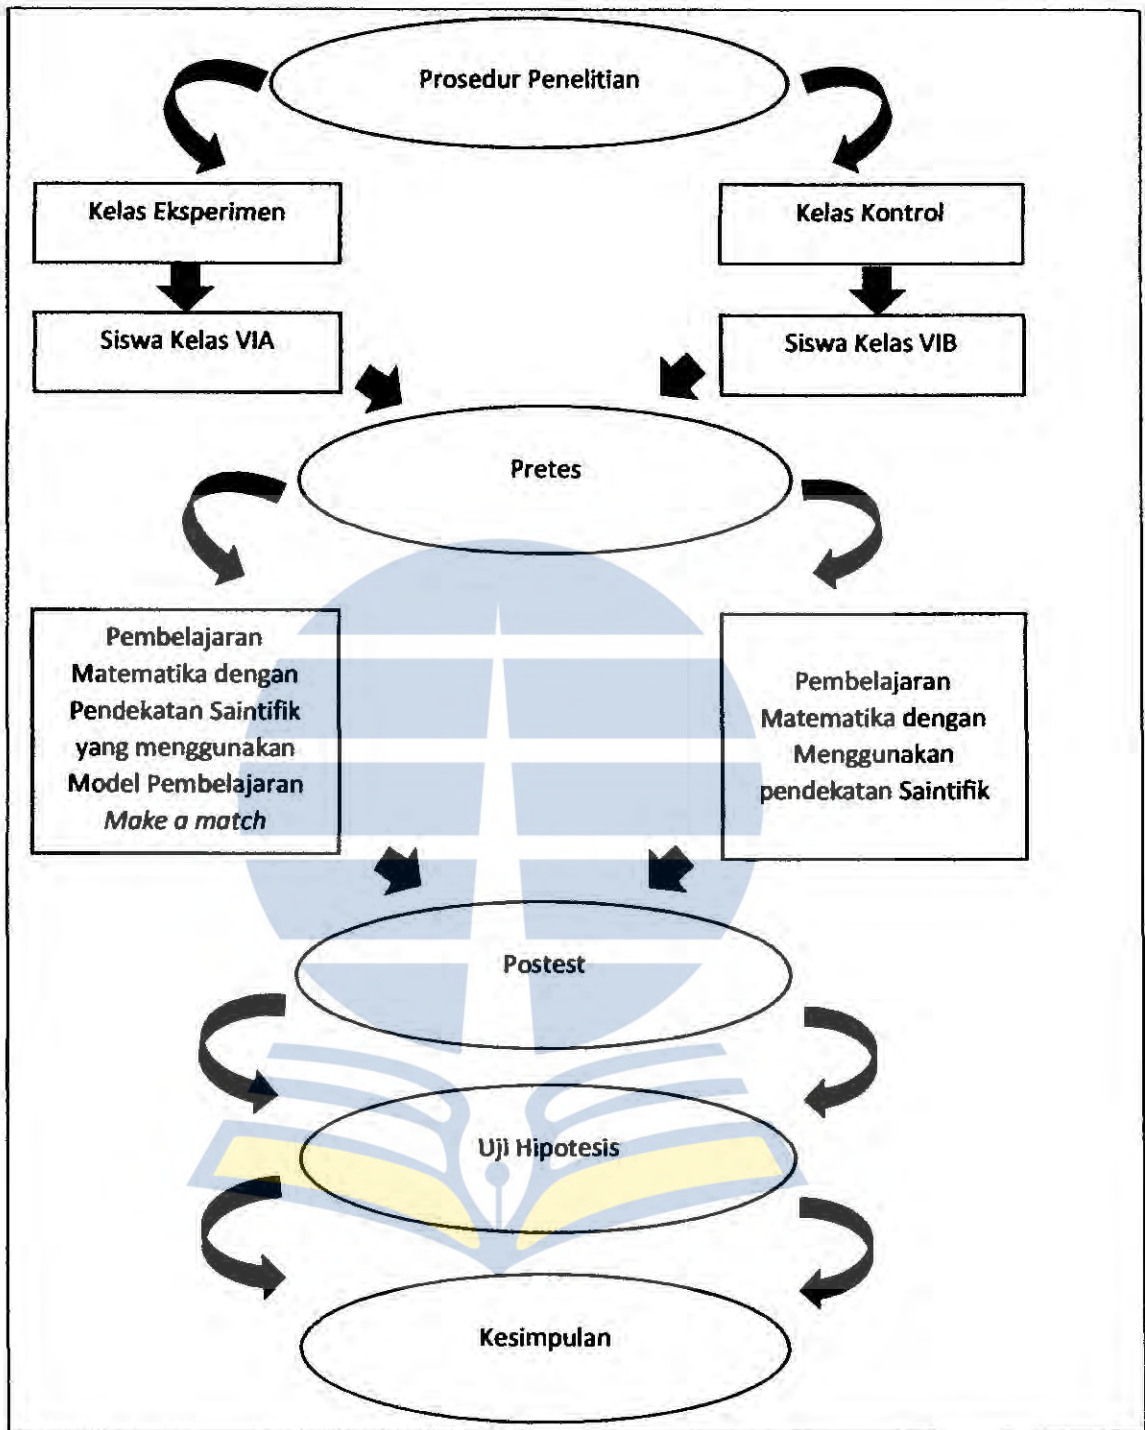 Prosedur Penelitian
Kelas Eksperimen
Kelas Kontrol
Siswa Kelas VIA
Siswa Kelas VIB
Pretes
Pembelajaran
Matematika dengan
Pendekatan Saintifik
yang menggunakan
Model Pembelajaran
Make a match
Pembelajaran
Matematika dengan
Menggunakan
pendekatan Saintifik
Postest
Uji Hipotesis
Kesimpulan